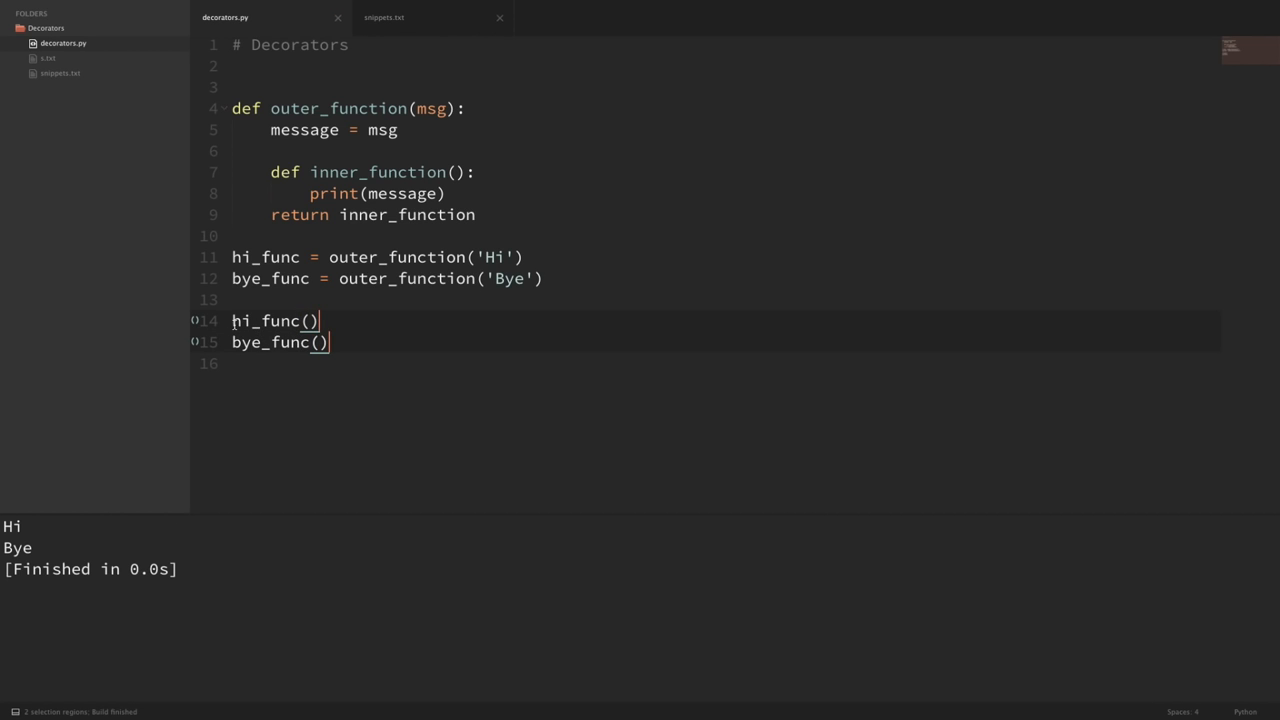 FOLDERS
Decorators
decorators.py
s.txt
snippets.txt
decorators.py
snippets.txt
1 # Decorators
2
3
4 def outer_function(msg):
5     message = msg
6
7     def inner_function():
8         print(message)
9     return inner_function
10
11 hi_func = outer_function('Hi')
12 bye_func = outer_function('Bye')
13
14 hi_func()
15 bye_func()
16
Hi
Bye
[Finished in 0.0s]
2 selection regions; Build finished
Spaces: 4
Python